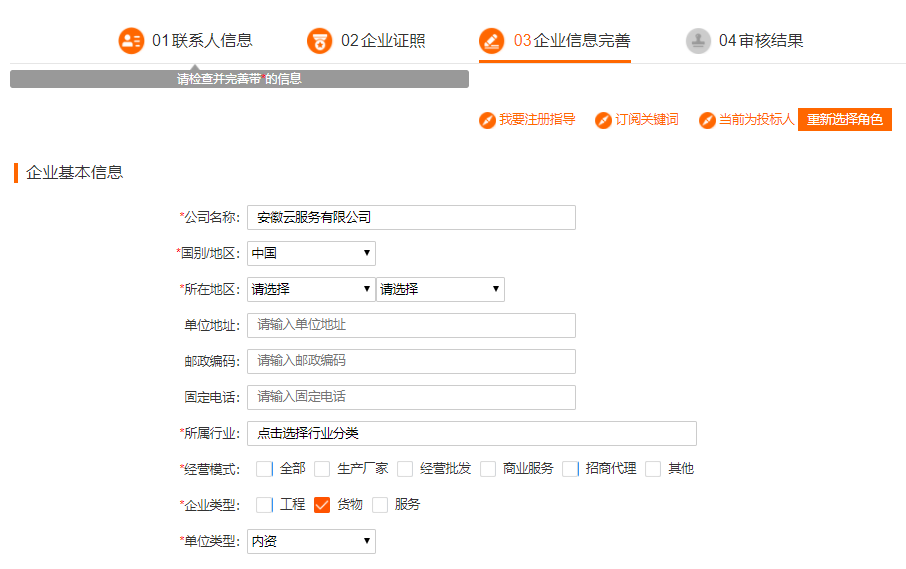 01联系人信息 02企业证照 03企业信息完善 04审核结果
请检查并完善带*的信息
我要注册指导 订阅关键词 当前为投标人 重新选择角色
企业基本信息
*公司名称: 安徽云服务有限公司
*国别/地区: 中国
*所在地区: 请选择 请选择
单位地址: 请输入单位地址
邮政编码: 请输入邮政编码
固定电话: 请输入固定电话
*所属行业: 点击选择行业分类
*经营模式: 全部 生产厂家 经营批发 商业服务 招商代理 其他
*企业类型: 工程 货物 服务
*单位类型: 内资